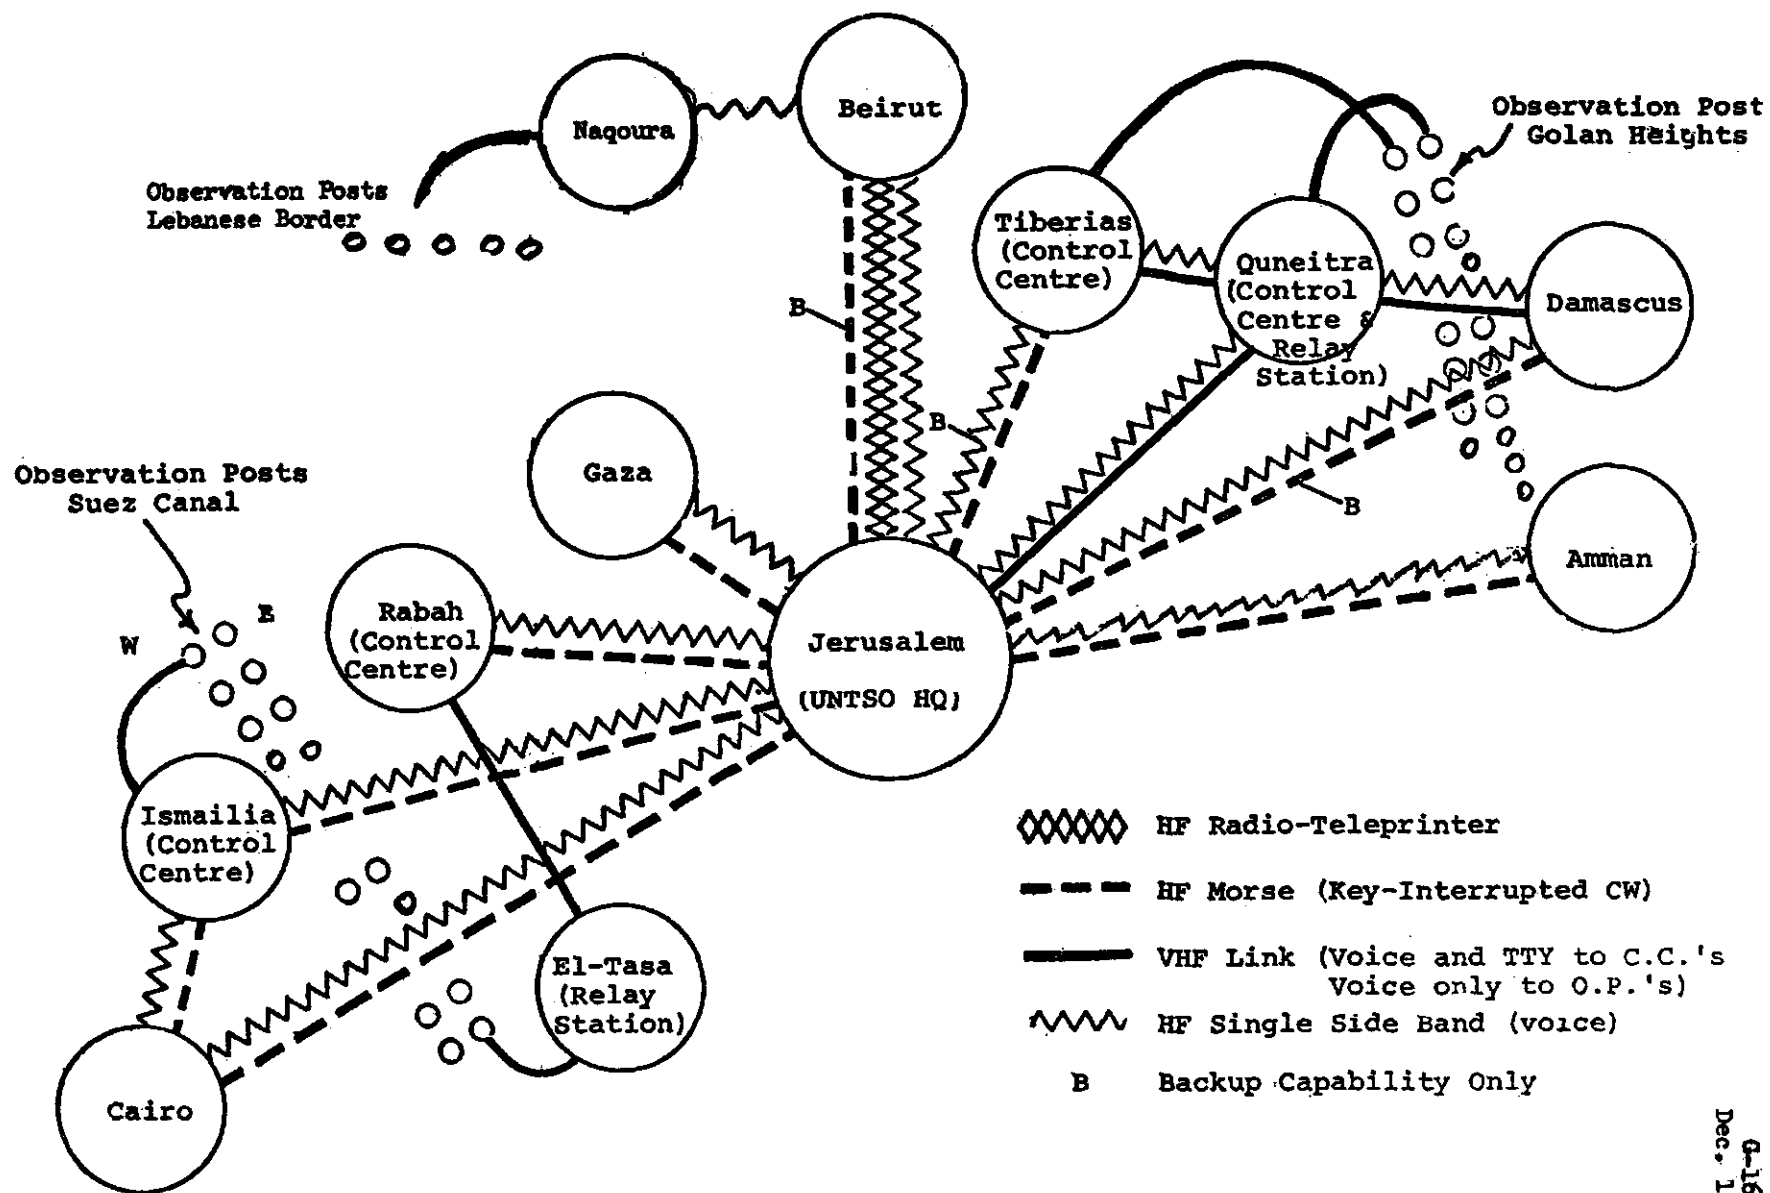 Naqoura
Beirut
Observation Post
Golan Heights
Observation Posts
Lebanese Border
Tiberias
(Control
Centre)
Quneitra
(Control
Centre &
Relay
Station)
Damascus
B
B
B
Gaza
Observation Posts
Suez Canal
Amman
W
E
Rabah
(Control
Centre)
Jerusalem
(UNTSO HQ)
Ismailia
(Control
Centre)
El-Tasa
(Relay
Station)
Cairo
HF Radio-Teleprinter
HF Morse (Key-Interrupted CW)
VHF Link (Voice and TTY to C.C.'s
Voice only to O.P.'s)
HF Single Side Band (voice)
B Backup Capability Only
G-16
Dec. 1